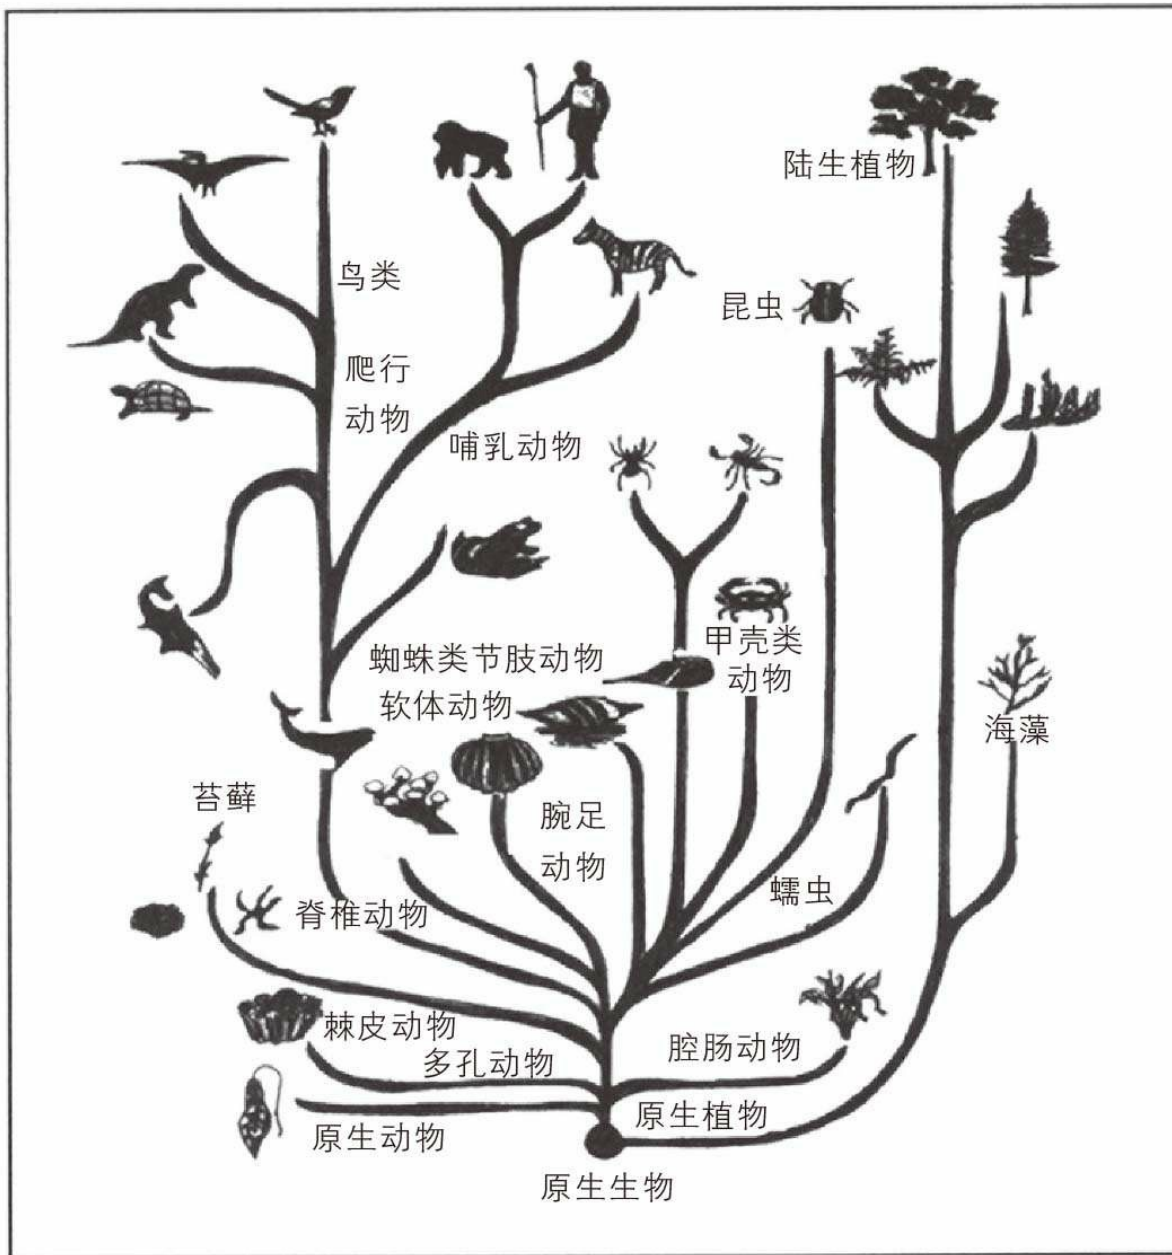 陆生植物
鸟类
昆虫
爬行
动物
哺乳动物
甲壳类
动物
蜘蛛类节肢动物
软体动物
海藻
苔藓
腕足
动物
蠕虫
脊椎动物
棘皮动物
多孔动物
腔肠动物
原生植物
原生动物
原生生物